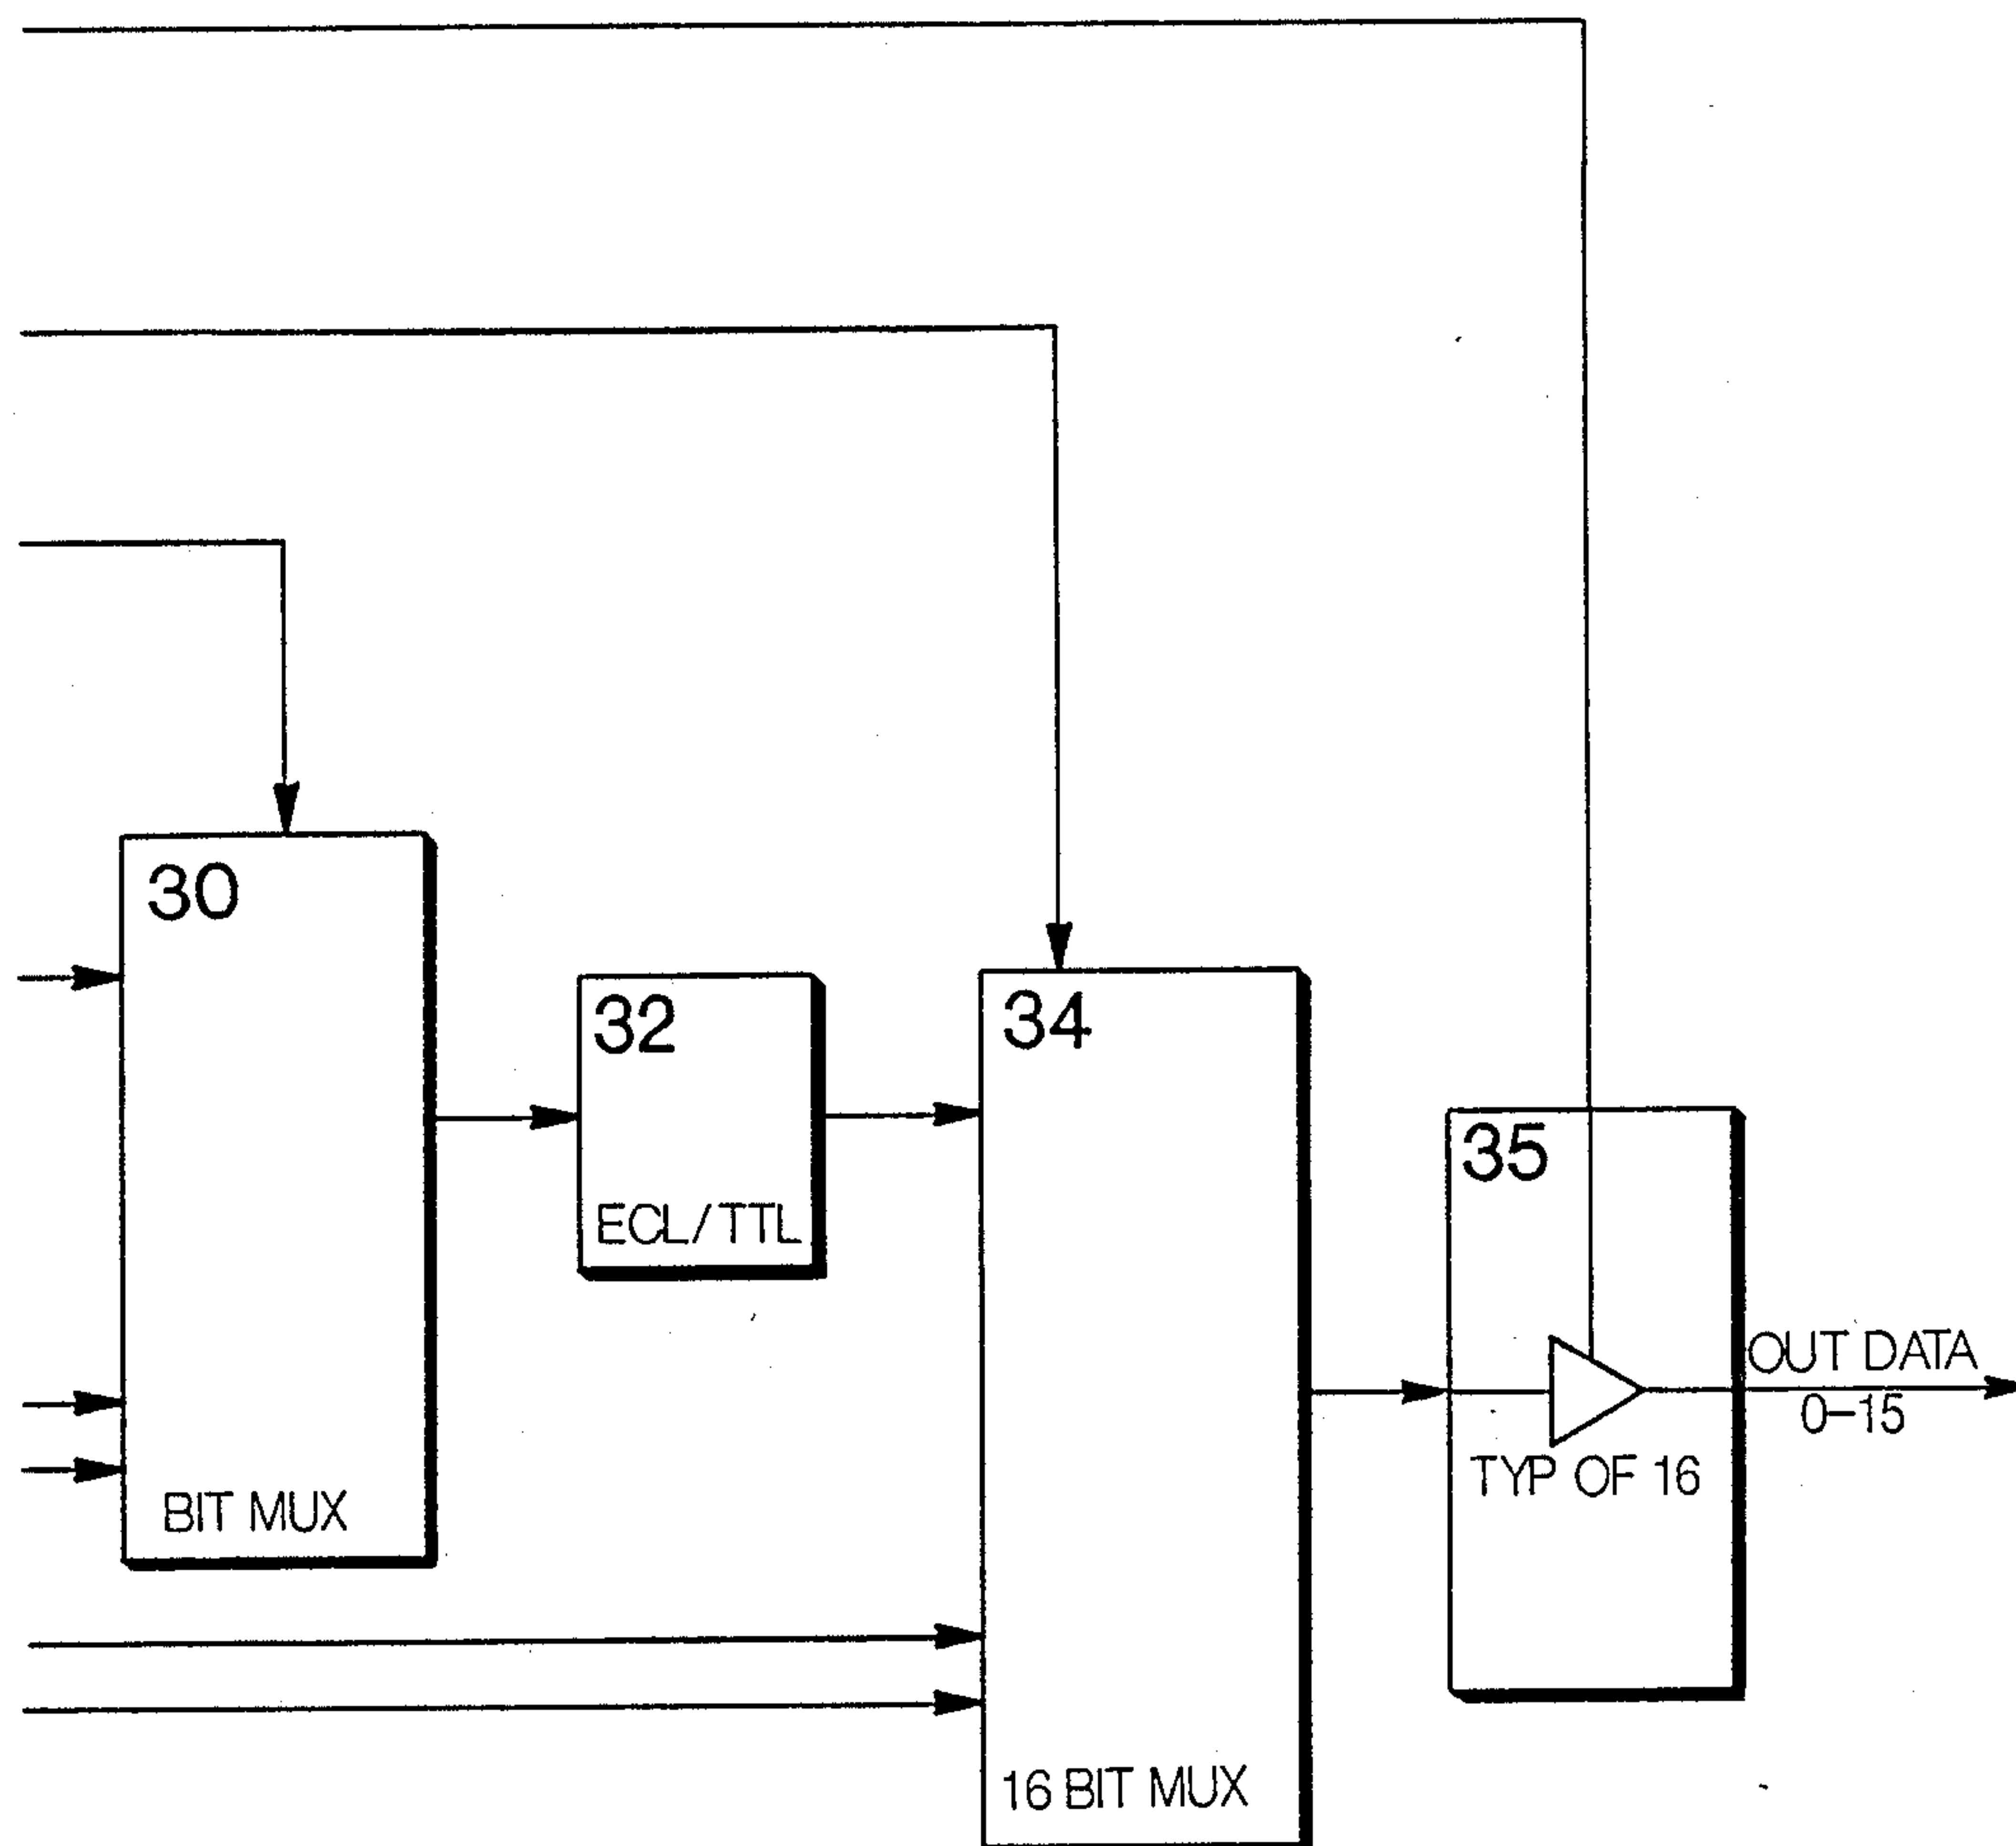 30
BIT MUX
32
ECL/TTL
34
16 BIT MUX
35
TYP OF 16
OUT DATA
0–15